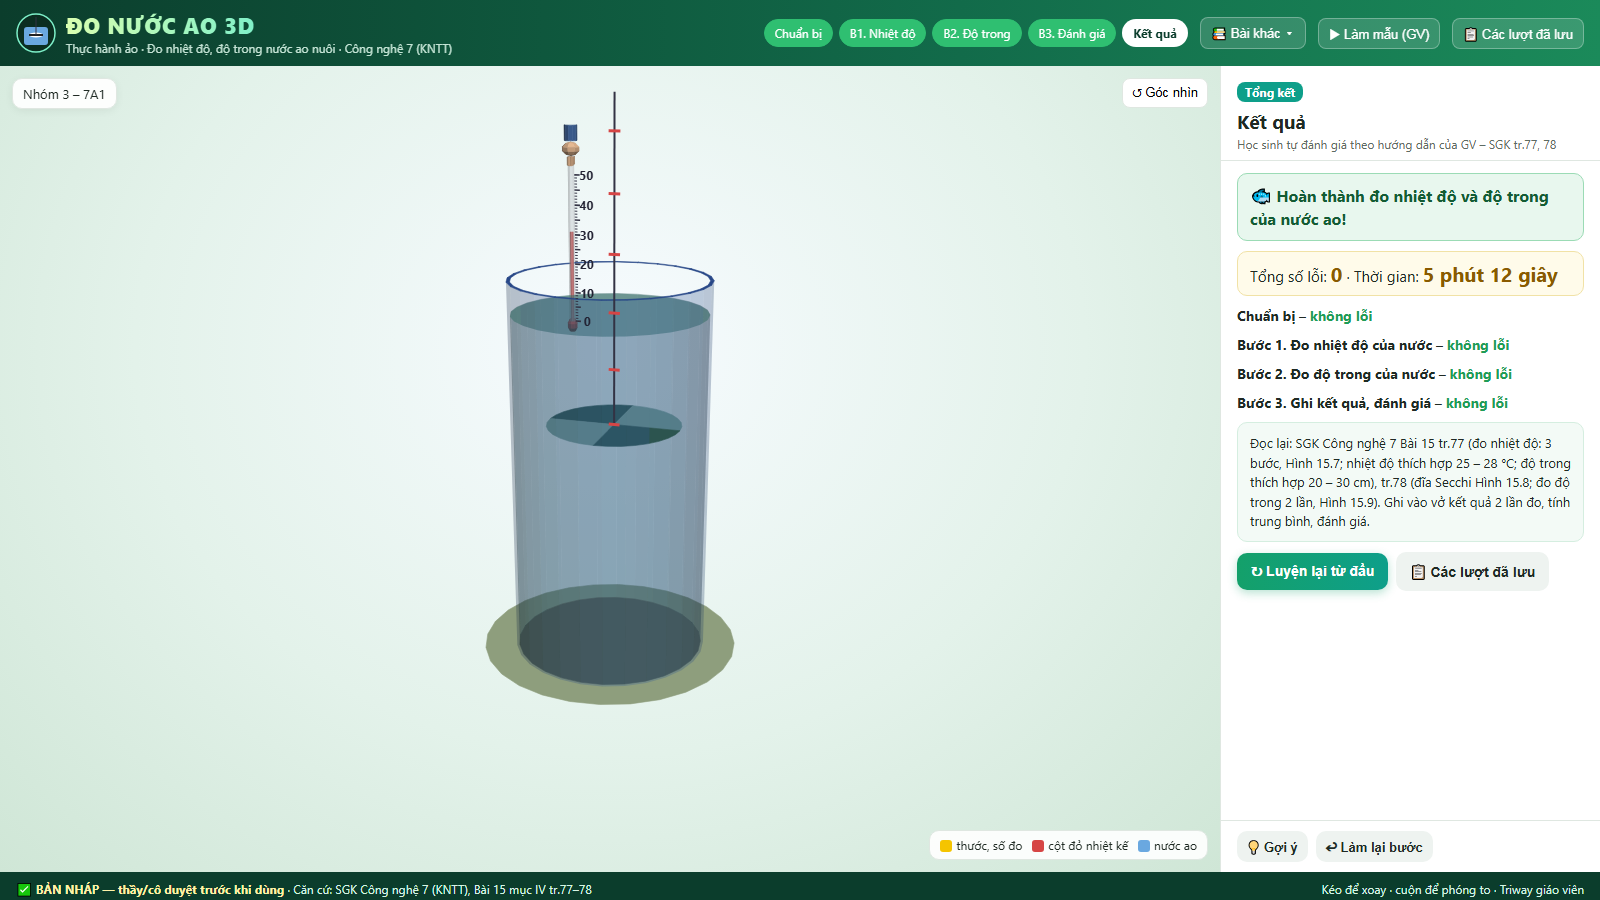 ĐO NƯỚC AO 3D
Thực hành ảo · Đo nhiệt độ, độ trong nước ao nuôi · Công nghệ 7 (KNTT)
Chuẩn bị
B1. Nhiệt độ
B2. Độ trong
B3. Đánh giá
Kết quả
Bài khác
Làm mẫu (GV)
Các lượt đã lưu
Nhóm 3 – 7A1
Góc nhìn
50
40
30
20
10
0
thước, số đo
cột đỏ nhiệt kế
nước ao
Tổng kết
Kết quả
Học sinh tự đánh giá theo hướng dẫn của GV – SGK tr.77, 78
Hoàn thành đo nhiệt độ và độ trong
của nước ao!
Tổng số lỗi: 0 · Thời gian: 5 phút 12 giây
Chuẩn bị – không lỗi
Bước 1. Đo nhiệt độ của nước – không lỗi
Bước 2. Đo độ trong của nước – không lỗi
Bước 3. Ghi kết quả, đánh giá – không lỗi
Đọc lại: SGK Công nghệ 7 Bài 15 tr.77 (đo nhiệt độ: 3
bước, Hình 15.7; nhiệt độ thích hợp 25 – 28 °C; độ trong
thích hợp 20 – 30 cm), tr.78 (đĩa Secchi Hình 15.8; đo độ
trong 2 lần, Hình 15.9). Ghi vào vở kết quả 2 lần đo, tính
trung bình, đánh giá.
Luyện lại từ đầu
Các lượt đã lưu
Gợi ý
Làm lại bước
BẢN NHÁP — thầy/cô duyệt trước khi dùng · Căn cứ: SGK Công nghệ 7 (KNTT), Bài 15 mục IV tr.77–78
Kéo để xoay · cuộn để phóng to · Triway giáo viên